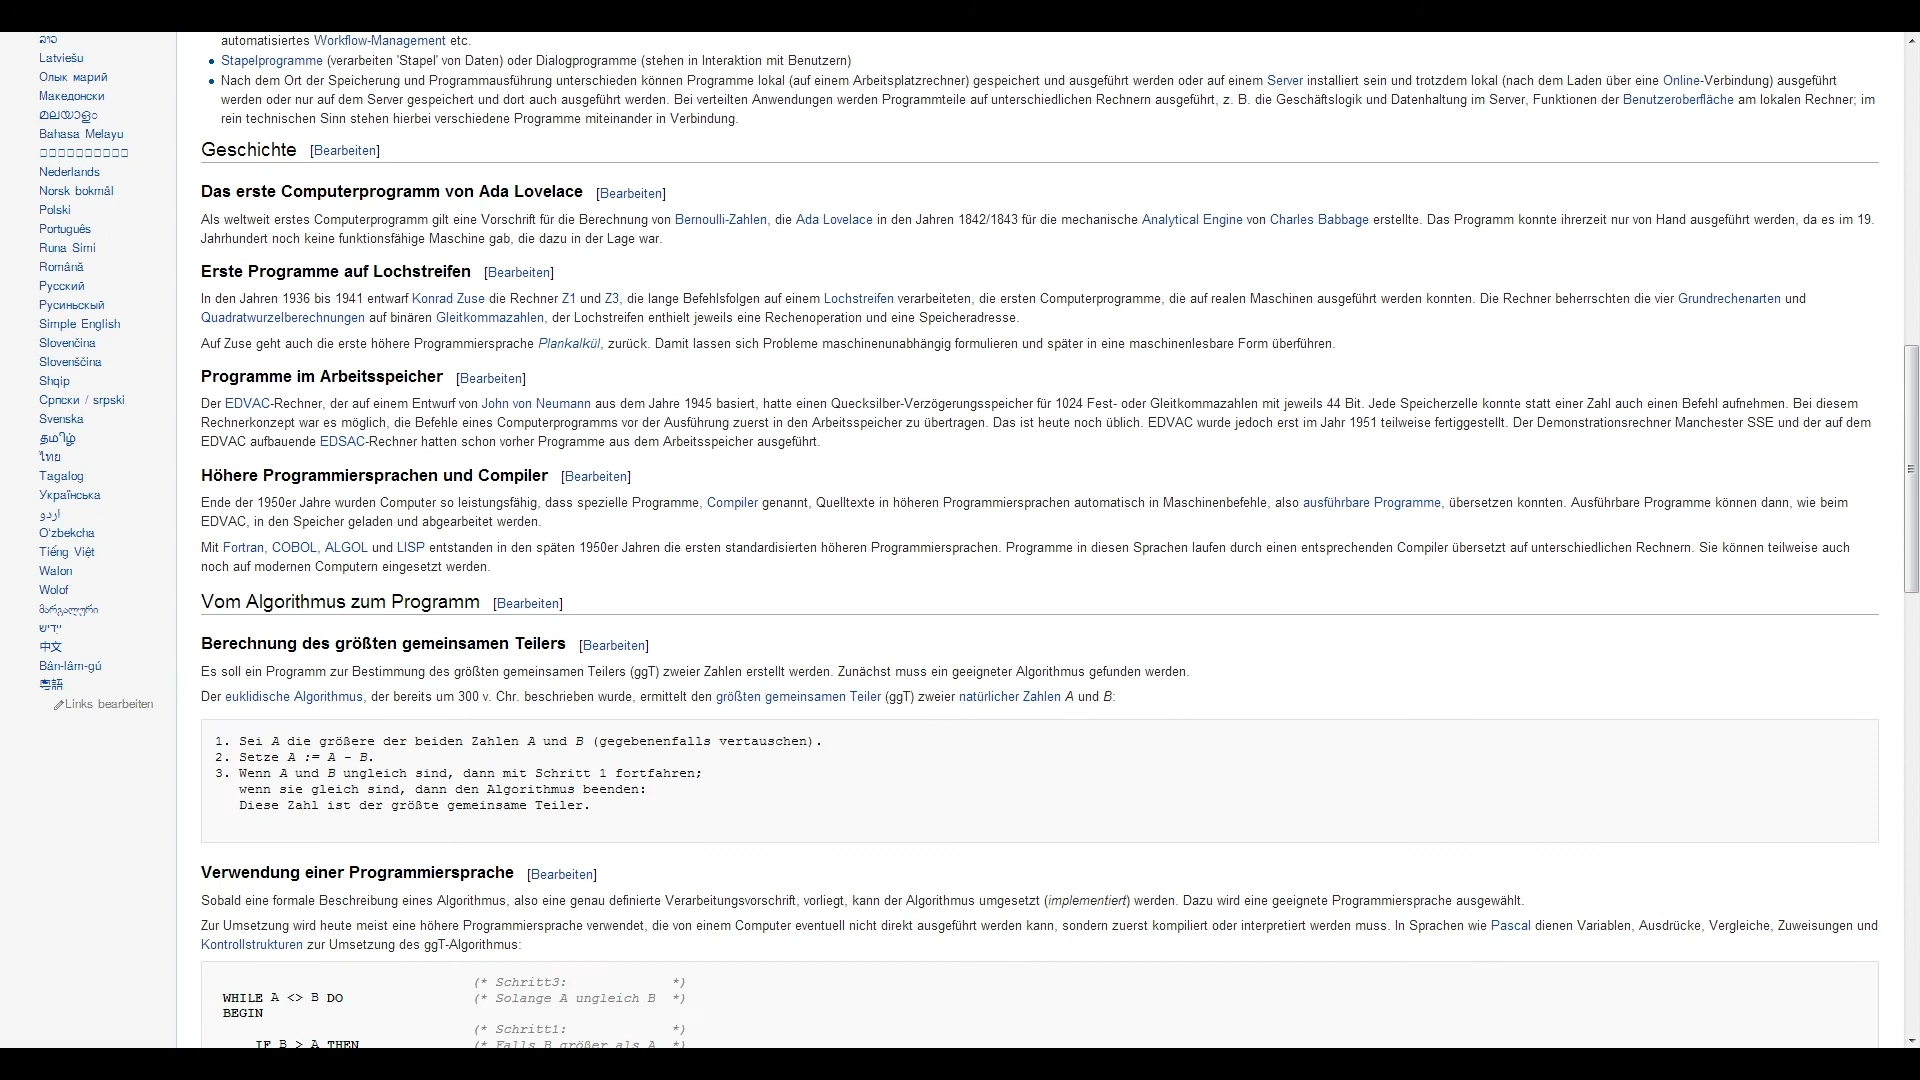 ລາວ
Latviešu
Олык марий
Македонски
മലയാളം
Bahasa Melayu
Nederlands
Norsk bokmål
Polski
Português
Runa Simi
Română
Русский
Русиньскый
Simple English
Slovenčina
Slovenščina
Shqip
Српски / srpski
Svenska
தமிழ்
ไทย
Tagalog
Українська
اردو
O'zbekcha
Tiếng Việt
Walon
Wolof
მარგალური
ייִדיש
中文
Bân-lâm-gú
粵語
Links bearbeiten
automatisiertes Workflow-Management etc.
• Stapelprogramme (verarbeiten 'Stapel' von Daten) oder Dialogprogramme (stehen in Interaktion mit Benutzern)
• Nach dem Ort der Speicherung und Programmausführung unterschieden können Programme lokal (auf einem Arbeitsplatzrechner) gespeichert und ausgeführt werden oder auf einem Server installiert sein und trotzdem lokal (nach dem Laden über eine Online-Verbindung) ausgeführt
werden oder nur auf dem Server gespeichert und dort auch ausgeführt werden. Bei verteilten Anwendungen werden Programmteile auf unterschiedlichen Rechnern ausgeführt, z. B. die Geschäftslogik und Datenhaltung im Server, Funktionen der Benutzeroberfläche am lokalen Rechner; im
rein technischen Sinn stehen hierbei verschiedene Programme miteinander in Verbindung.
Geschichte [Bearbeiten]
Das erste Computerprogramm von Ada Lovelace [Bearbeiten]
Als weltweit erstes Computerprogramm gilt eine Vorschrift für die Berechnung von Bernoulli-Zahlen, die Ada Lovelace in den Jahren 1842/1843 für die mechanische Analytical Engine von Charles Babbage erstellte. Das Programm konnte ihrerzeit nur von Hand ausgeführt werden, da es im 19.
Jahrhundert noch keine funktionsfähige Maschine gab, die dazu in der Lage war.
Erste Programme auf Lochstreifen [Bearbeiten]
In den Jahren 1936 bis 1941 entwarf Konrad Zuse die Rechner Z1 und Z3, die lange Befehlsfolgen auf einem Lochstreifen verarbeiteten, die ersten Computerprogramme, die auf realen Maschinen ausgeführt werden konnten. Die Rechner beherrschten die vier Grundrechenarten und
Quadratwurzelberechnungen auf binären Gleitkommazahlen, der Lochstreifen enthielt jeweils eine Rechenoperation und eine Speicheradresse.
Auf Zuse geht auch die erste höhere Programmiersprache Plankalkül, zurück. Damit lassen sich Probleme maschinenunabhängig formulieren und später in eine maschinenlesbare Form überführen.
Programme im Arbeitsspeicher [Bearbeiten]
Der EDVAC-Rechner, der auf einem Entwurf von John von Neumann aus dem Jahre 1945 basiert, hatte einen Quecksilber-Verzögerungsspeicher für 1024 Fest- oder Gleitkommazahlen mit jeweils 44 Bit. Jede Speicherzelle konnte statt einer Zahl auch einen Befehl aufnehmen. Bei diesem
Rechnerkonzept war es möglich, die Befehle eines Computerprogramms vor der Ausführung zuerst in den Arbeitsspeicher zu übertragen. Das ist heute noch üblich. EDVAC wurde jedoch erst im Jahr 1951 teilweise fertiggestellt. Der Demonstrationsrechner Manchester SSE und der auf dem
EDVAC aufbauende EDSAC-Rechner hatten schon vorher Programme aus dem Arbeitsspeicher ausgeführt.
Höhere Programmiersprachen und Compiler [Bearbeiten]
Ende der 1950er Jahre wurden Computer so leistungsfähig, dass spezielle Programme, Compiler genannt, Quelltexte in höheren Programmiersprachen automatisch in Maschinenbefehle, also ausführbare Programme, übersetzen konnten. Ausführbare Programme können dann, wie beim
EDVAC, in den Speicher geladen und abgearbeitet werden.
Mit Fortran, COBOL, ALGOL und LISP entstanden in den späten 1950er Jahren die ersten standardisierten höheren Programmiersprachen. Programme in diesen Sprachen laufen durch einen entsprechenden Compiler übersetzt auf unterschiedlichen Rechnern. Sie können teilweise auch
noch auf modernen Computern eingesetzt werden.
Vom Algorithmus zum Programm [Bearbeiten]
Berechnung des größten gemeinsamen Teilers [Bearbeiten]
Es soll ein Programm zur Bestimmung des größten gemeinsamen Teilers (ggT) zweier Zahlen erstellt werden. Zunächst muss ein geeigneter Algorithmus gefunden werden.
Der euklidische Algorithmus, der bereits um 300 v. Chr. beschrieben wurde, ermittelt den größten gemeinsamen Teiler (ggT) zweier natürlicher Zahlen A und B:
1. Sei A die größere der beiden Zahlen A und B (gegebenenfalls vertauschen).
2. Setze A := A - B.
3. Wenn A und B ungleich sind, dann mit Schritt 1 fortfahren;
wenn sie gleich sind, dann den Algorithmus beenden:
Diese Zahl ist der größte gemeinsame Teiler.
Verwendung einer Programmiersprache [Bearbeiten]
Sobald eine formale Beschreibung eines Algorithmus, also eine genau definierte Verarbeitungsvorschrift, vorliegt, kann der Algorithmus umgesetzt (implementiert) werden. Dazu wird eine geeignete Programmiersprache ausgewählt.
Zur Umsetzung wird heute meist eine höhere Programmiersprache verwendet, die von einem Computer eventuell nicht direkt ausgeführt werden kann, sondern zuerst kompiliert oder interpretiert werden muss. In Sprachen wie Pascal dienen Variablen, Ausdrücke, Vergleiche, Zuweisungen und
Kontrollstrukturen zur Umsetzung des ggT-Algorithmus:
(* Schritt3: *)
WHILE A <> B DO (* Solange A ungleich B *)
BEGIN
(* Schritt1: *)
IF B > A THEN (* Falls B größer als A *)